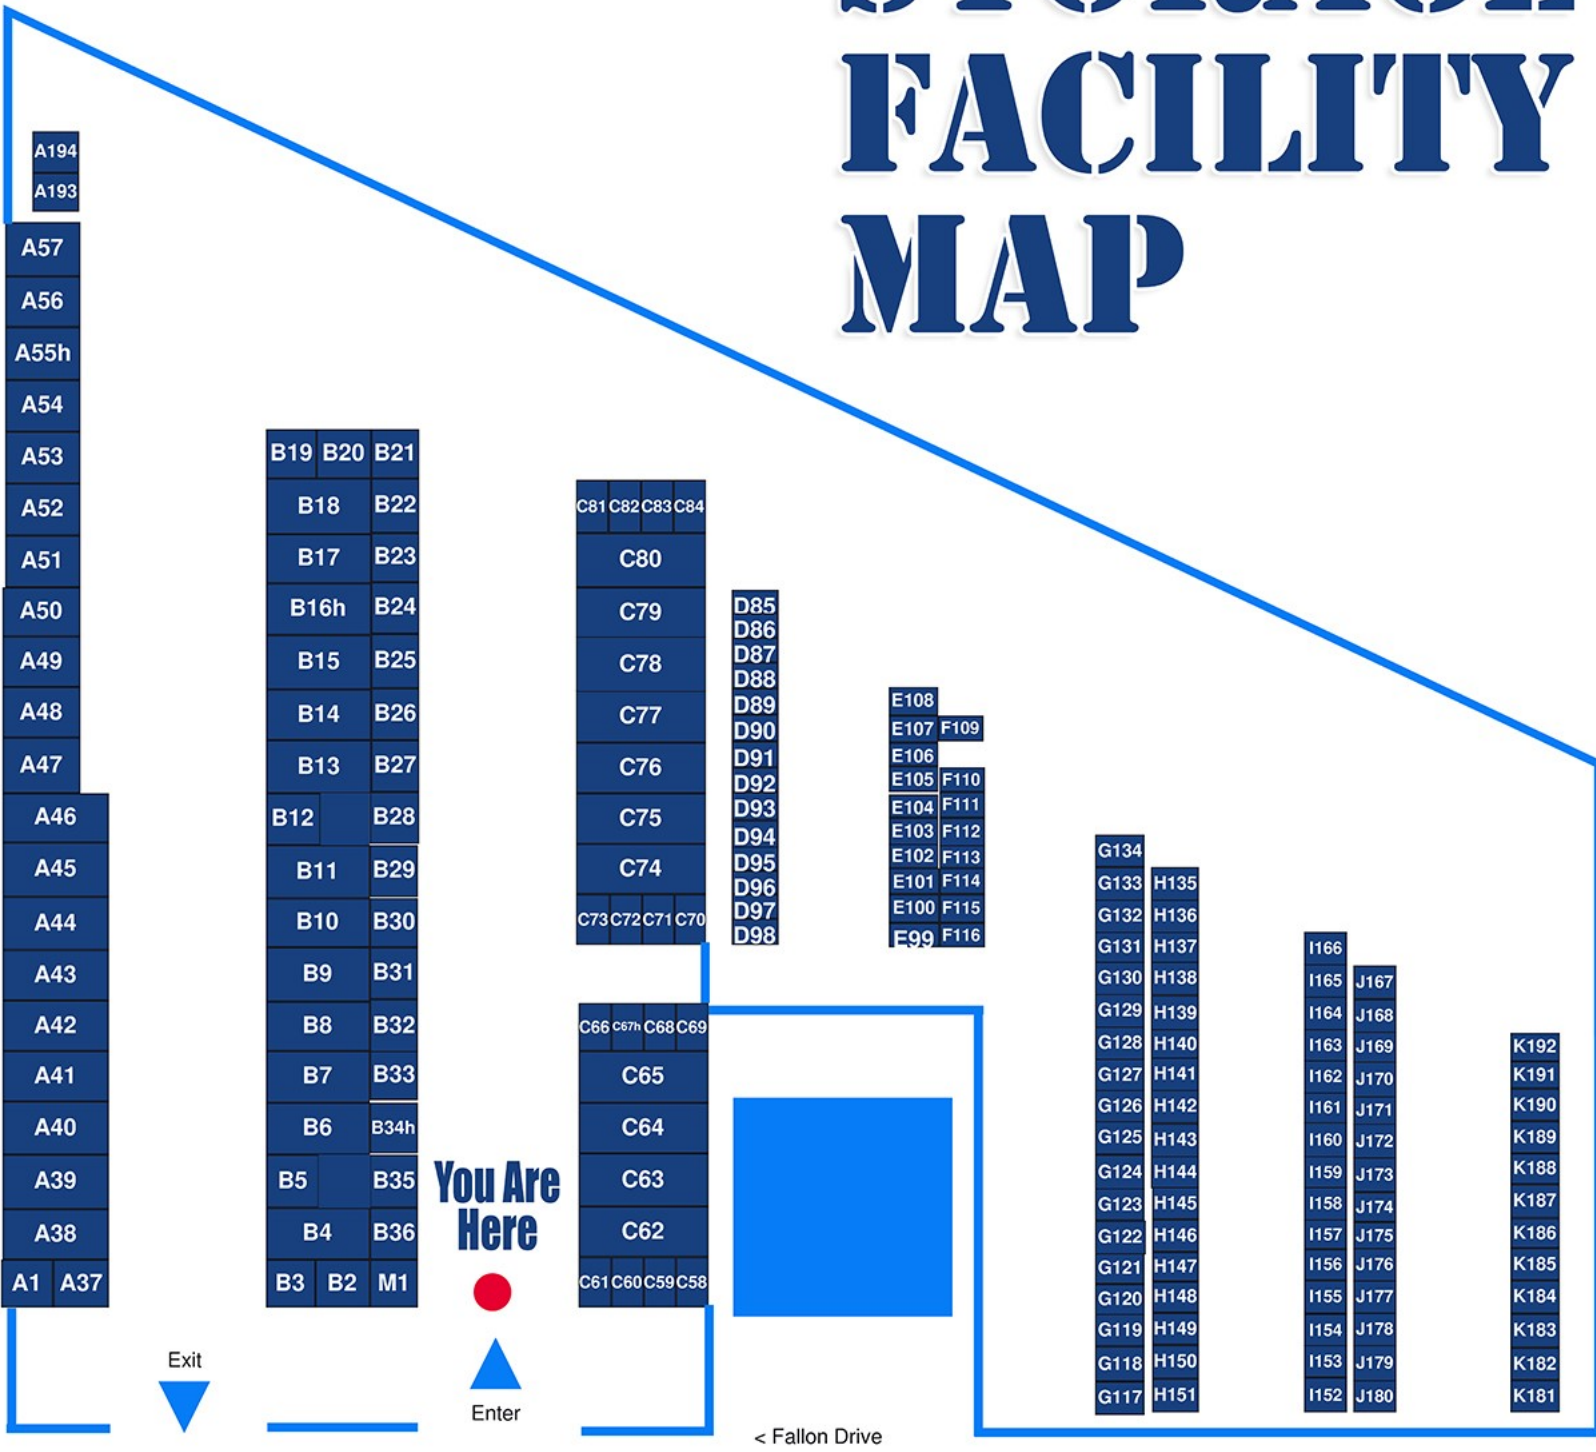 FACILITY
MAP
A194
A193
A57
A56
A55h
A54
A53
A52
A51
A50
A49
A48
A47
A46
A45
A44
A43
A42
A41
A40
A39
A38
A1 A37
B19 B20 B21
B18 B22
B17 B23
B16h B24
B15 B25
B14 B26
B13 B27
B12 B28
B11 B29
B10 B30
B9 B31
B8 B32
B7 B33
B6 B34h
B5 B35
B4 B36
B3 B2 M1
You Are
Here
Exit
Enter
C81 C82 C83 C84
C80
C79
C78
C77
C76
C75
C74
C73 C72 C71 C70
C66 C67h C68 C69
C65
C64
C63
C62
C61 C60 C59 C58
D85
D86
D87
D88
D89
D90
D91
D92
D93
D94
D95
D96
D97
D98
E108
E107 F109
E106
E105 F110
E104 F111
E103 F112
E102 F113
E101 F114
E100 F115
E99 F116
G134
G133 H135
G132 H136
G131 H137
G130 H138
G129 H139
G128 H140
G127 H141
G126 H142
G125 H143
G124 H144
G123 H145
G122 H146
G121 H147
G120 H148
G119 H149
G118 H150
G117 H151
I166
I165 J167
I164 J168
I163 J169
I162 J170
I161 J171
I160 J172
I159 J173
I158 J174
I157 J175
I156 J176
I155 J177
I154 J178
I153 J179
I152 J180
K192
K191
K190
K189
K188
K187
K186
K185
K184
K183
K182
K181
< Fallon Drive